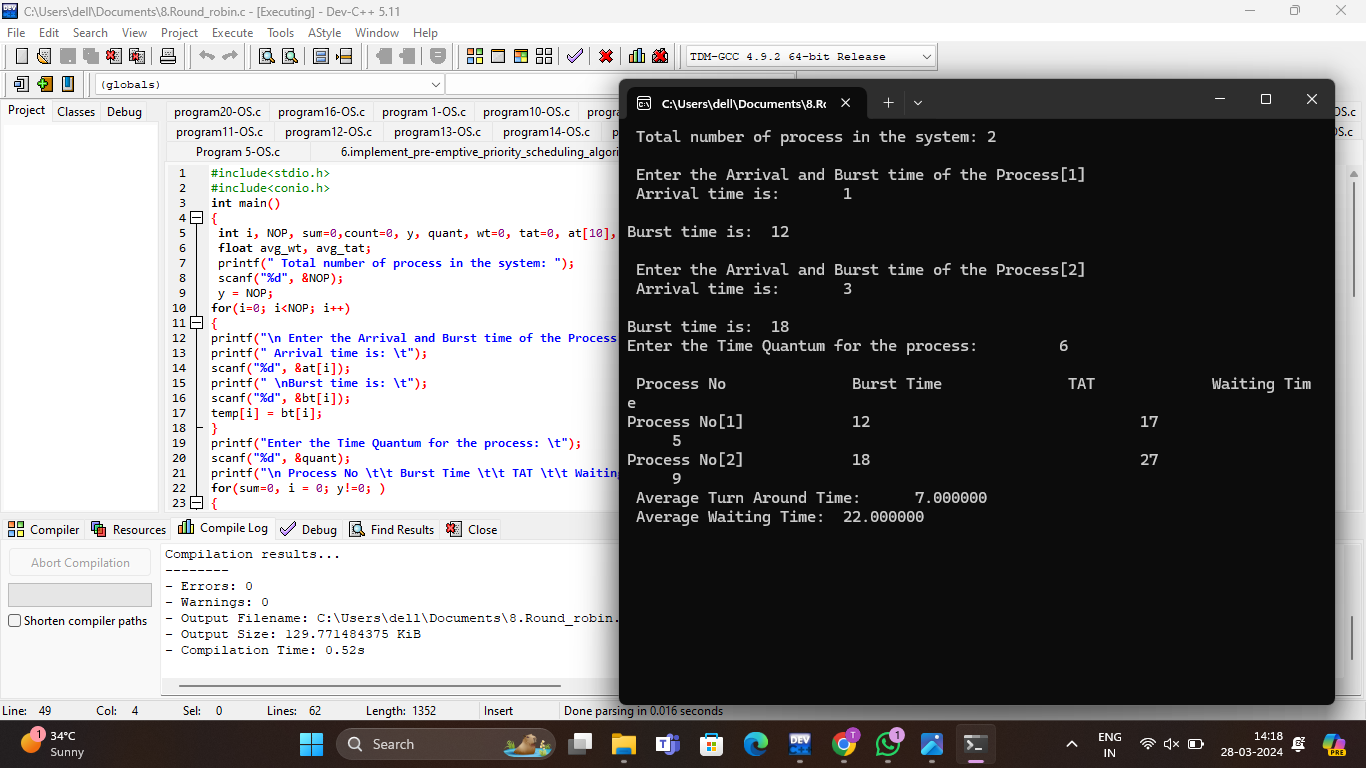 C:\Users\dell\Documents\8.Round_robin.c - [Executing] - Dev-C++ 5.11
File Edit Search View Project Execute Tools AStyle Window Help
TDM-GCC 4.9.2 64-bit Release
(globals)
Project Classes Debug
program20-OS.c program16-OS.c program 1-OS.c program10-OS.c
program11-OS.c program12-OS.c program13-OS.c program14-OS.c
Program 5-OS.c 6.implement_pre-emptive_priority_scheduling_algori
1 #include<stdio.h>
2 #include<conio.h>
3 int main()
4 {
5 int i, NOP, sum=0,count=0, y, quant, wt=0, tat=0, at[10],
6 float avg_wt, avg_tat;
7 printf(" Total number of process in the system: ");
8 scanf("%d", &NOP);
9 y = NOP;
10 for(i=0; i<NOP; i++)
11 {
12 printf("\n Enter the Arrival and Burst time of the Process
13 printf(" Arrival time is: \t");
14 scanf("%d", &at[i]);
15 printf(" \nBurst time is: \t");
16 scanf("%d", &bt[i]);
17 temp[i] = bt[i];
18 }
19 printf("Enter the Time Quantum for the process: \t");
20 scanf("%d", &quant);
21 printf("\n Process No \t\t Burst Time \t\t TAT \t\t Waitin
22 for(sum=0, i = 0; y!=0; )
23 {
C:\Users\dell\Documents\8.Ro
Total number of process in the system: 2
Enter the Arrival and Burst time of the Process[1]
Arrival time is: 1
Burst time is: 12
Enter the Arrival and Burst time of the Process[2]
Arrival time is: 3
Burst time is: 18
Enter the Time Quantum for the process: 6
Process No Burst Time TAT Waiting Tim
e
Process No[1] 12 17
5
Process No[2] 18 27
9
Average Turn Around Time: 7.000000
Average Waiting Time: 22.000000
Compiler Resources Compile Log Debug Find Results Close
Abort Compilation
Shorten compiler paths
Compilation results...
--------
- Errors: 0
- Warnings: 0
- Output Filename: C:\Users\dell\Documents\8.Round_robin.
- Output Size: 129.771484375 KiB
- Compilation Time: 0.52s
Line: 49 Col: 4 Sel: 0 Lines: 62 Length: 1352 Insert Done parsing in 0.016 seconds
1
34°C
Sunny
Search
T
1
ENG
IN
14:18
28-03-2024
PRE